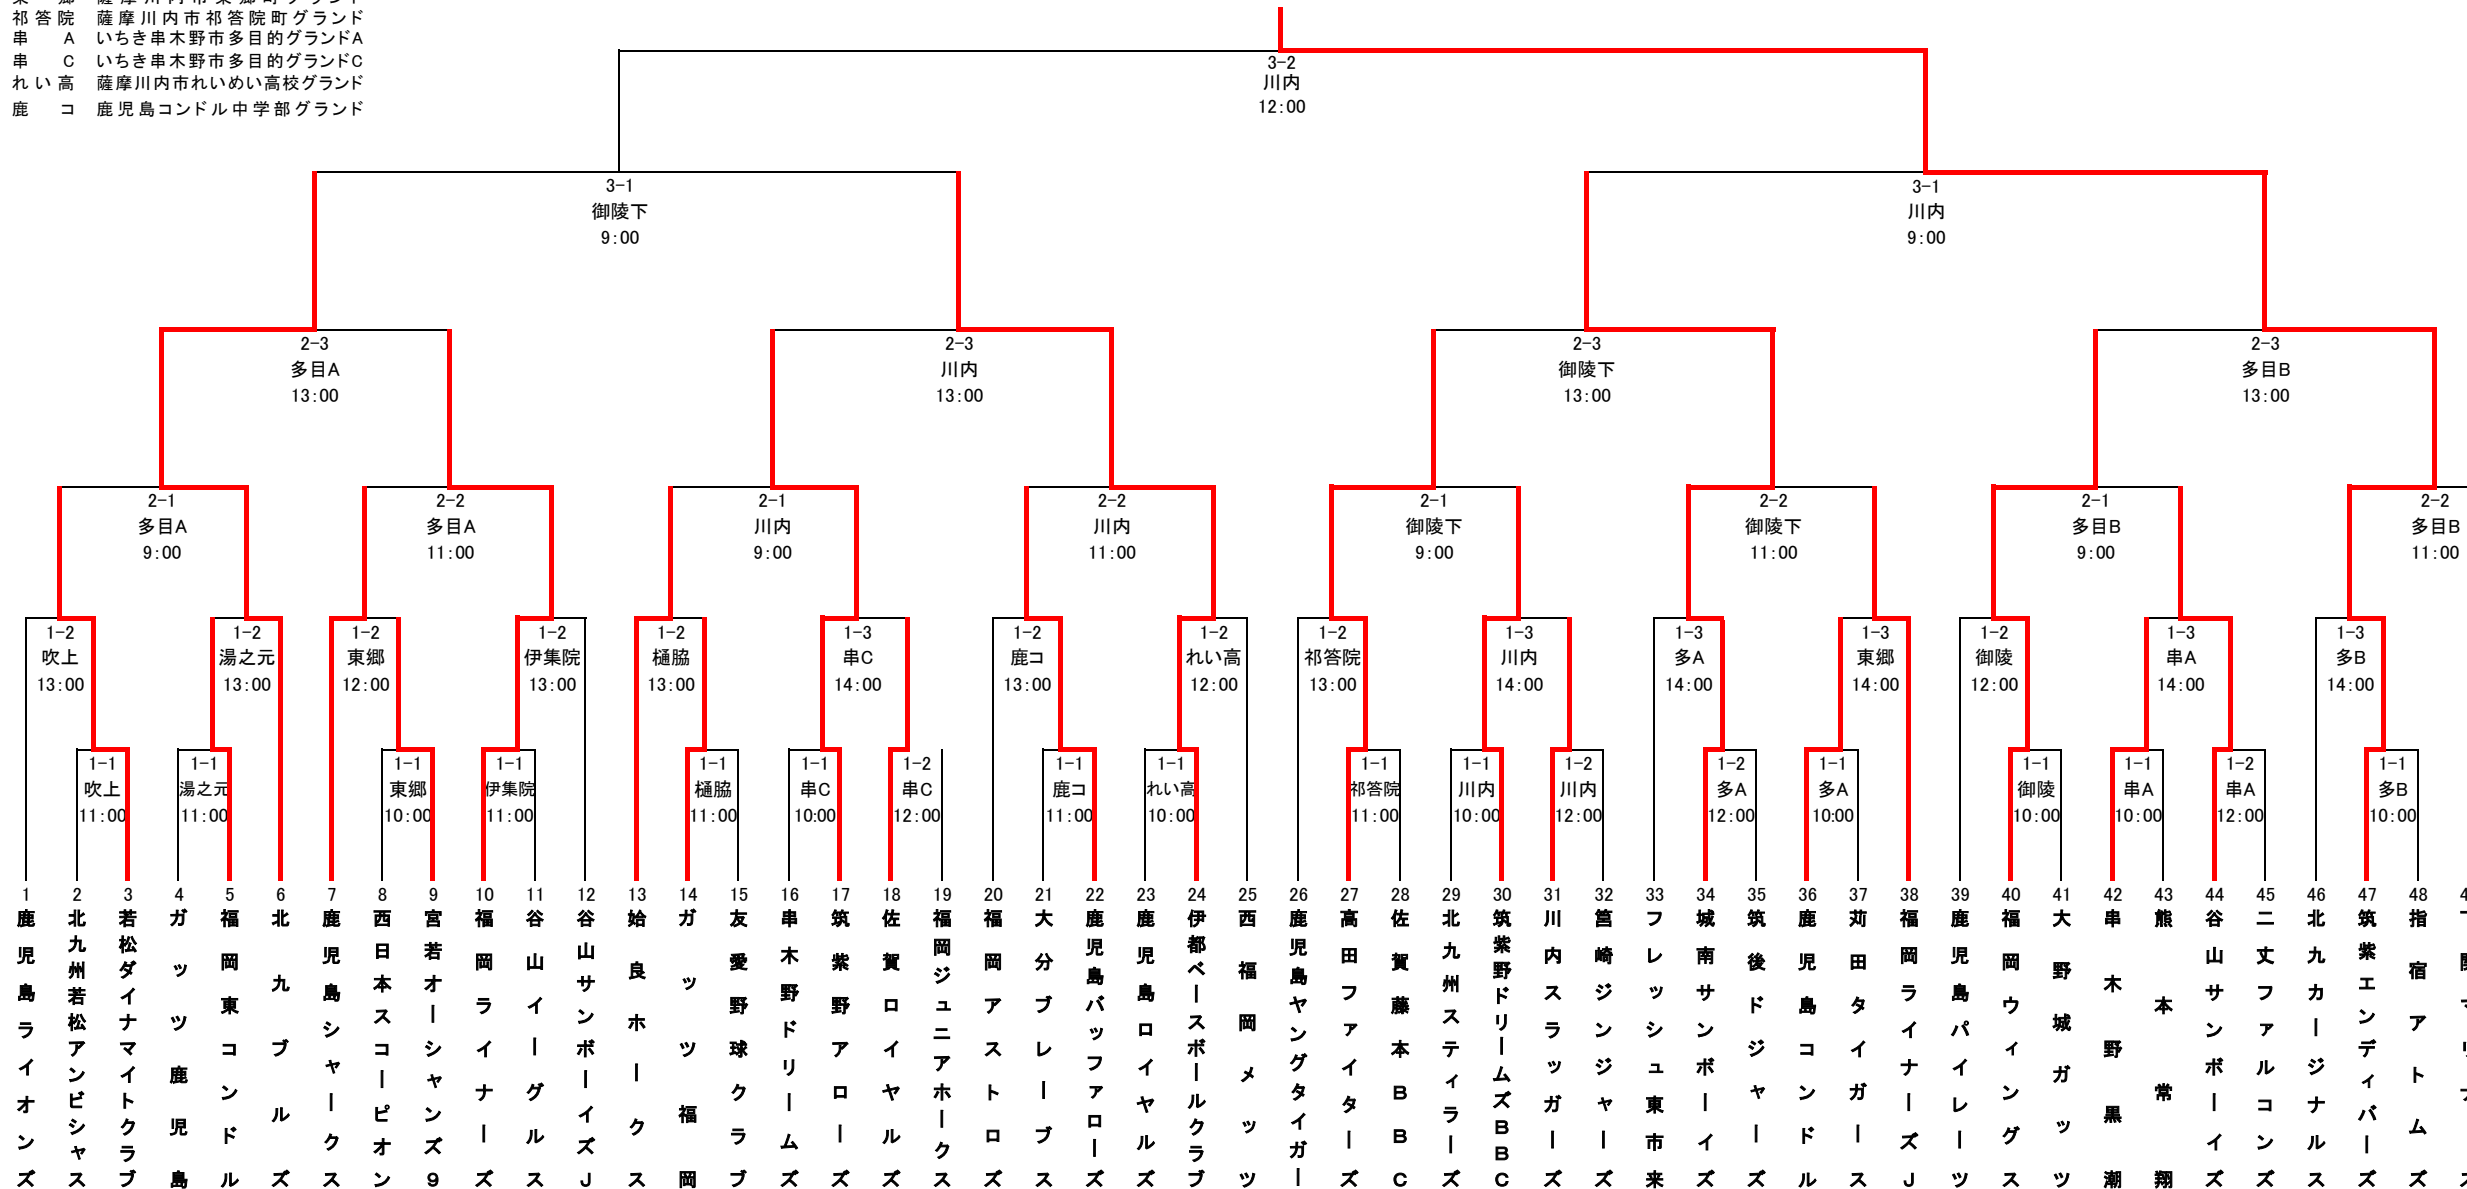 祁答院 薩摩川内市祁答院町グランド
串 A いちき串木野市多目的グランドA
串 C いちき串木野市多目的グランドC
れい高 薩摩川内市れいめい高校グランド
鹿 コ 鹿児島コンドル中学部グランド
3-2
川内
12:00
3-1
御陵下
9:00
3-1
川内
9:00
2-3
多目A
13:00
2-3
川内
13:00
2-3
御陵下
13:00
2-3
多目B
13:00
2-1
多目A
9:00
2-2
多目A
11:00
2-1
川内
9:00
2-2
川内
11:00
2-1
御陵下
9:00
2-2
御陵下
11:00
2-1
多目B
9:00
2-2
多目B
11:00
1-2
吹上
13:00
1-2
湯之元
13:00
1-2
東郷
12:00
1-2
伊集院
13:00
1-2
樋脇
13:00
1-3
串C
14:00
1-2
鹿コ
13:00
1-2
れい高
12:00
1-2
祁答院
13:00
1-3
川内
14:00
1-3
多A
14:00
1-3
東郷
14:00
1-2
御陵
12:00
1-3
串A
14:00
1-3
多B
14:00
1-1
吹上
11:00
1-1
湯之元
11:00
1-1
東郷
10:00
1-1
伊集院
11:00
1-1
樋脇
11:00
1-1
串C
10:00
1-2
串C
12:00
1-1
鹿コ
11:00
1-1
れい高
10:00
1-1
祁答院
11:00
1-1
川内
10:00
1-2
川内
12:00
1-2
多A
12:00
1-1
多A
10:00
1-1
御陵
10:00
1-1
串A
10:00
1-2
串A
12:00
1-1
多B
10:00
1 鹿児島ライオンズ
2 北九州若松アンビシャス
3 若松ダイナマイトクラブ
4 ガッツ鹿児島
5 福岡東コンドル
6 北九ブルズ
7 鹿児島シャークス
8 西日本スコーピオン
9 宮若オーシャンズ9
10 福岡ライナーズ
11 谷山イーグルス
12 谷山サンボーイズJ
13 始良ホークス
14 ガッツ福岡
15 友愛野球クラブ
16 串木野ドリームズ
17 筑紫野アローズ
18 佐賀ロイヤルズ
19 福岡ジュニアホークス
20 福岡アストロズ
21 大分ブレーブス
22 鹿児島バッファローズ
23 鹿児島ロイヤルズ
24 伊都ベースボールクラブ
25 西福岡メッツ
26 鹿児島ヤングタイガー
27 高田ファイターズ
28 佐賀藤本BBC
29 北九州スティラーズ
30 筑紫野ドリームズBBC
31 川内スラッガーズ
32 筥崎ジンジャーズ
33 フレッシュ東市来
34 城南サンボーイズ
35 筑後ドジャーズ
36 鹿児島コンドル
37 苅田タイガース
38 福岡ライナーズJ
39 鹿児島パイレーツ
40 福岡ウィングス
41 大野城ガッツ
42 串木野黒潮
43 熊本常翔
44 谷山サンボーイズ
45 二丈ファルコンズ
46 北九カージナルス
47 筑紫エンディバーズ
48 指宿アトムズ